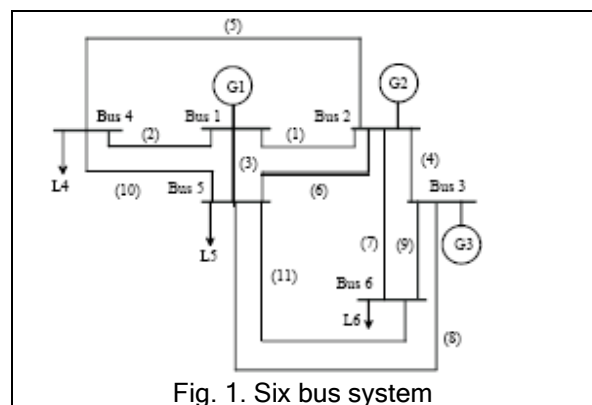 (5)
G1
G2
Bus 4
Bus 1
Bus 2
(2)
(1)
(3)
(4)
L4
(10)
Bus 5
(6)
Bus 3
L5
(7)
(9)
G3
(11)
Bus 6
L6
(8)
Fig. 1. Six bus system